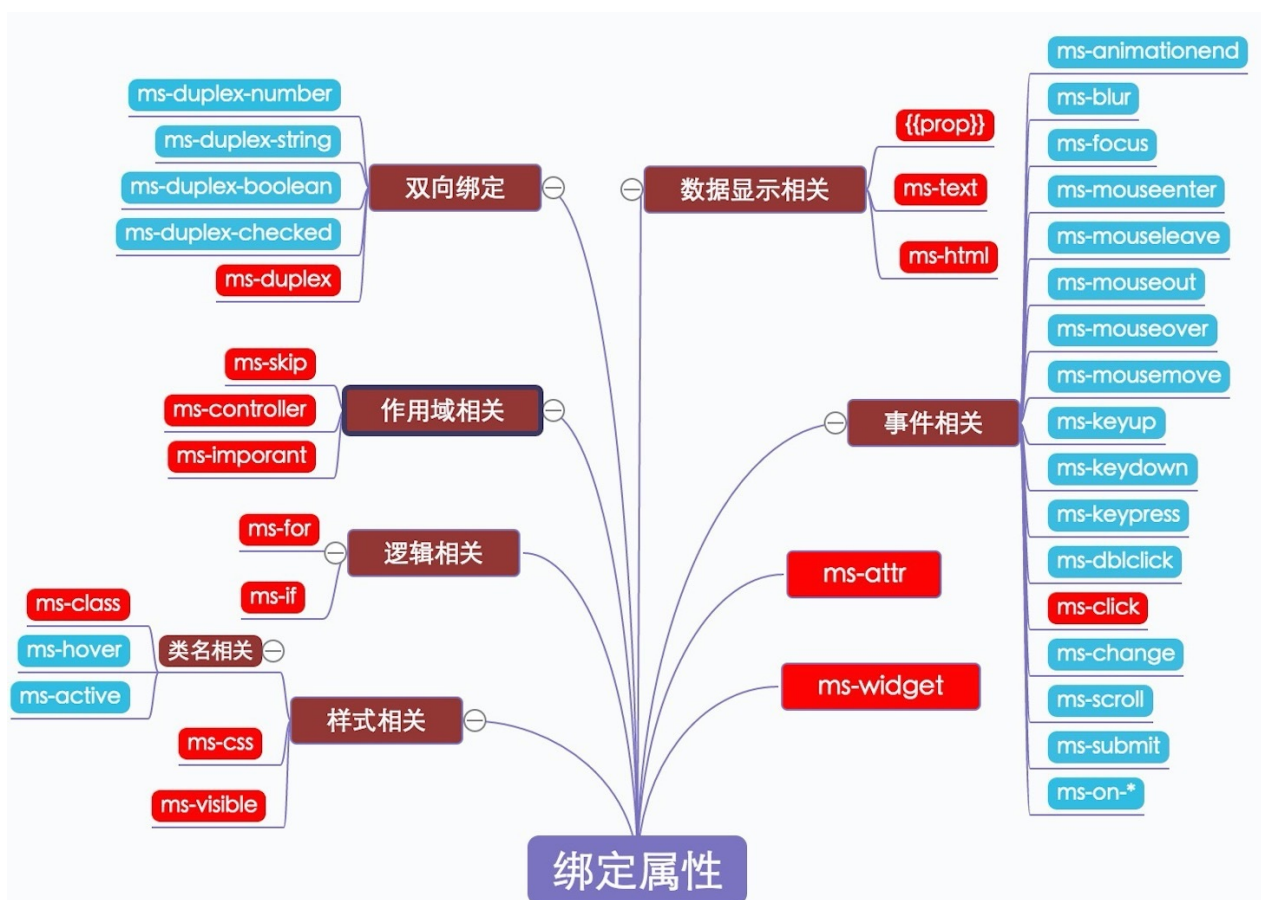 绑定属性
双向绑定
ms-duplex-number
ms-duplex-string
ms-duplex-boolean
ms-duplex-checked
ms-duplex
作用域相关
ms-skip
ms-controller
ms-imporant
逻辑相关
ms-for
ms-if
样式相关
类名相关
ms-class
ms-hover
ms-active
ms-css
ms-visible
数据显示相关
{{prop}}
ms-text
ms-html
事件相关
ms-animationend
ms-blur
ms-focus
ms-mouseenter
ms-mouseleave
ms-mouseout
ms-mouseover
ms-mousemove
ms-keyup
ms-keydown
ms-keypress
ms-dblclick
ms-click
ms-change
ms-scroll
ms-submit
ms-on-*
ms-attr
ms-widget